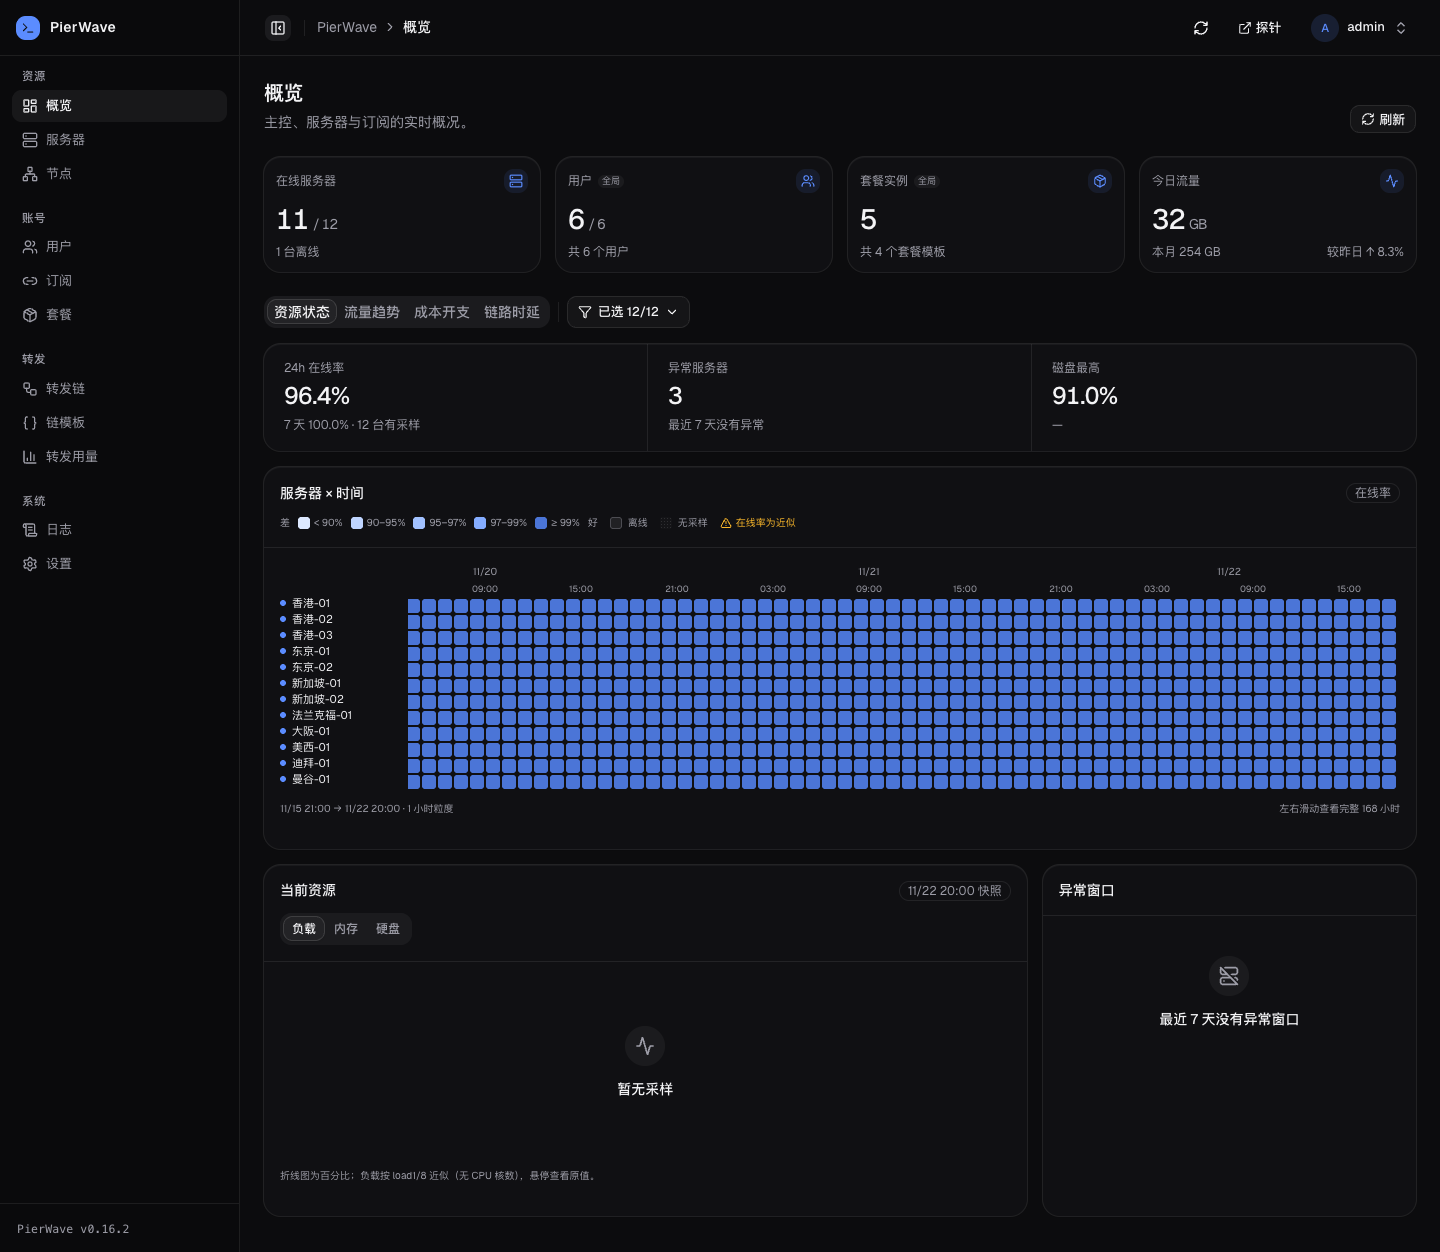 PierWave
PierWave > 概览
探针
A admin
资源
概览
服务器
节点
账号
用户
订阅
套餐
转发
转发链
链模板
转发用量
系统
日志
设置
PierWave v0.16.2
概览
主控、服务器与订阅的实时概况。
刷新
在线服务器
11 / 12
1 台离线
用户 全局
6 / 6
共 6 个用户
套餐实例 全局
5
共 4 个套餐模板
今日流量
32 GB
本月 254 GB 较昨日 ↑ 8.3%
资源状态 流量趋势 成本开支 链路时延 已选 12/12
24h 在线率
96.4%
7 天 100.0% · 12 台有采样
异常服务器
3
最近 7 天没有异常
磁盘最高
91.0%
—
服务器 × 时间 在线率
差 < 90% 90–95% 95–97% 97–99% ≥ 99% 好 离线 无采样 在线率为近似
11/20 11/21 11/22
09:00 15:00 21:00 03:00 09:00 15:00 21:00 03:00 09:00 15:00
香港-01
香港-02
香港-03
东京-01
东京-02
新加坡-01
新加坡-02
法兰克福-01
大阪-01
美西-01
迪拜-01
曼谷-01
11/15 21:00 → 11/22 20:00 · 1 小时粒度 左右滑动查看完整 168 小时
当前资源 11/22 20:00 快照
负载 内存 硬盘
暂无采样
折线图为百分比；负载按 load1/8 近似（无 CPU 核数），悬停查看原值。
异常窗口
最近 7 天没有异常窗口